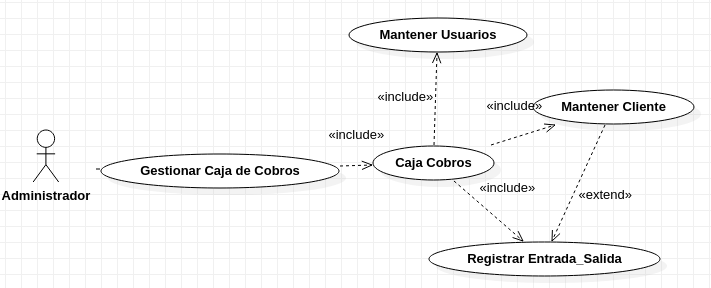 Mantener Usuarios
«include»
«include»
Mantener Cliente
«include»
Gestionar Caja de Cobros
Caja Cobros
Administrador
«include»
«extend»
Registrar Entrada_Salida